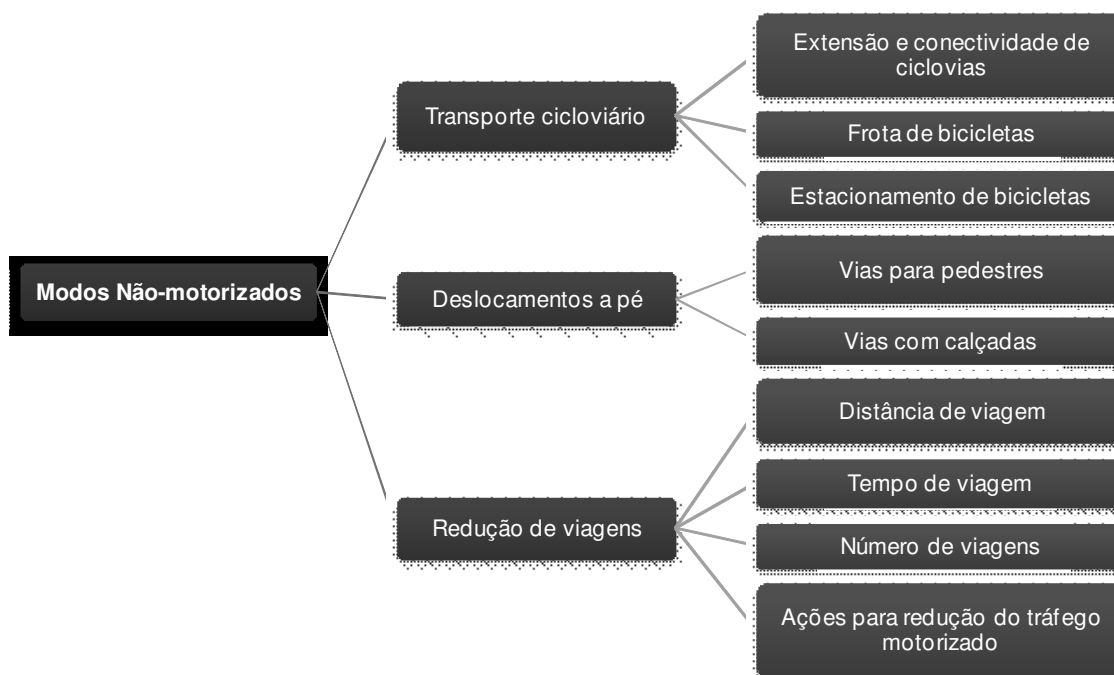 Modos Não-motorizados
Transporte cicloviário
Extensão e conectividade de
ciclovias
Frota de bicicletas
Estacionamento de bicicletas
Deslocamentos a pé
Vias para pedestres
Vias com calçadas
Redução de viagens
Distância de viagem
Tempo de viagem
Número de viagens
Ações para redução do tráfego
motorizado